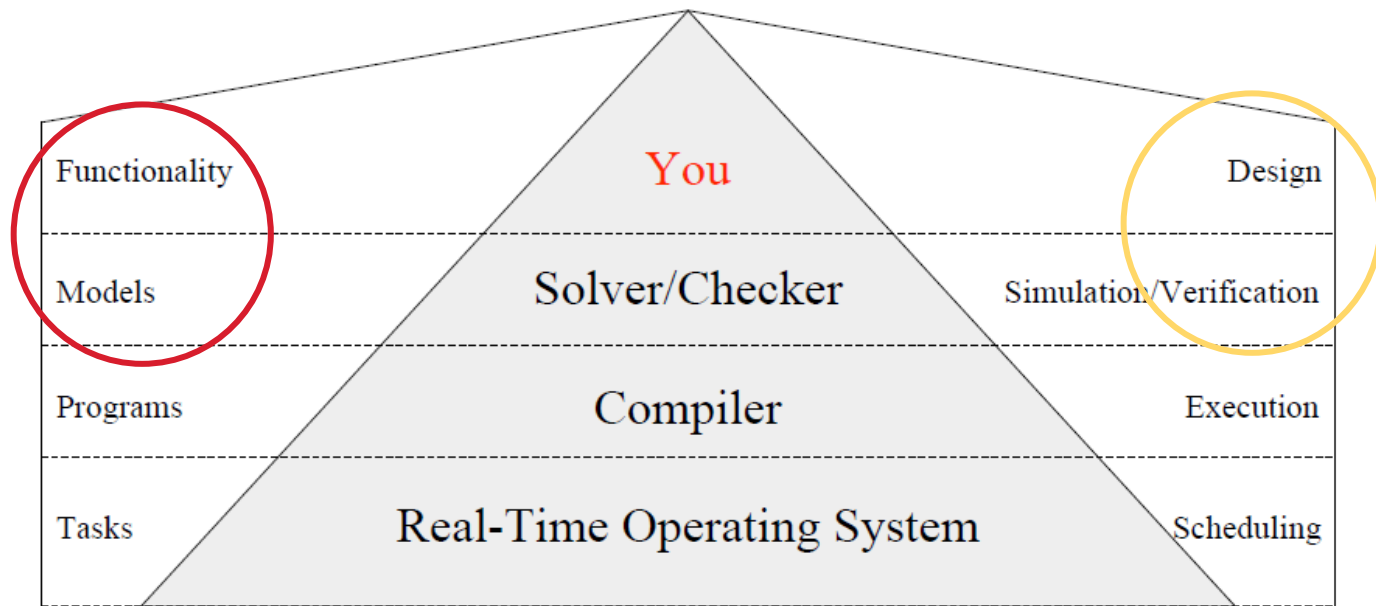 Functionality You Design
Models Solver/Checker Simulation/Verification
Programs Compiler Execution
Tasks Real-Time Operating System Scheduling